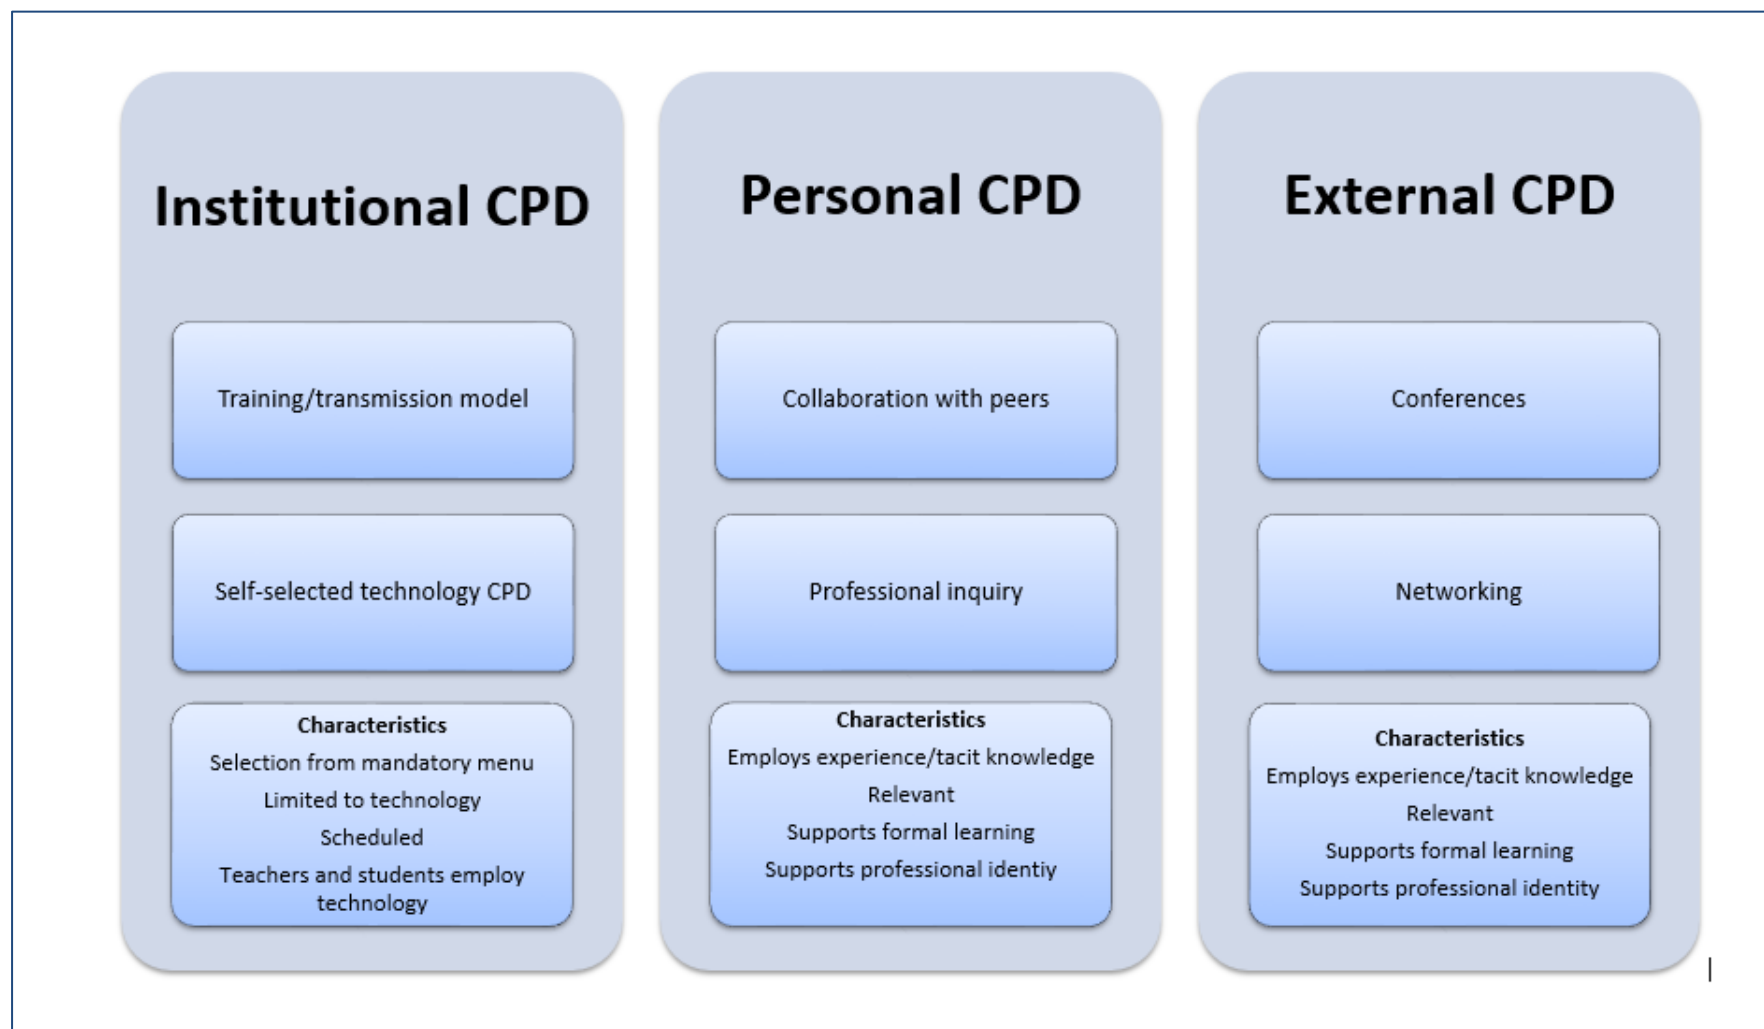 Institutional CPD
Training/transmission model
Self-selected technology CPD
Characteristics
Selection from mandatory menu
Limited to technology
Scheduled
Teachers and students employ
technology
Personal CPD
Collaboration with peers
Professional inquiry
Characteristics
Employs experience/tacit knowledge
Relevant
Supports formal learning
Supports professional identiy
External CPD
Conferences
Networking
Characteristics
Employs experience/tacit knowledge
Relevant
Supports formal learning
Supports professional identity